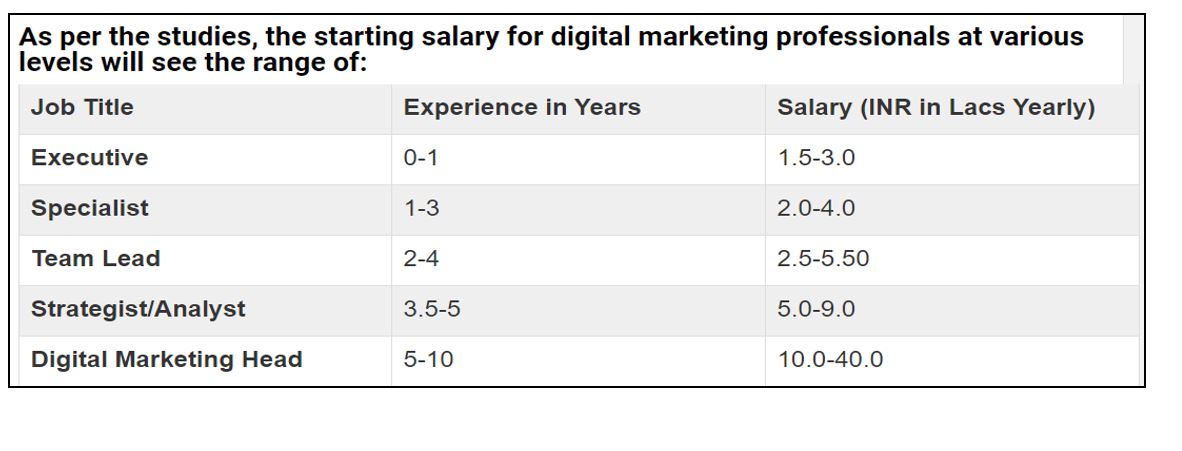 As per the studies, the starting salary for digital marketing professionals at various
levels will see the range of:
Job Title Experience in Years Salary (INR in Lacs Yearly)
Executive 0-1 1.5-3.0
Specialist 1-3 2.0-4.0
Team Lead 2-4 2.5-5.50
Strategist/Analyst 3.5-5 5.0-9.0
Digital Marketing Head 5-10 10.0-40.0